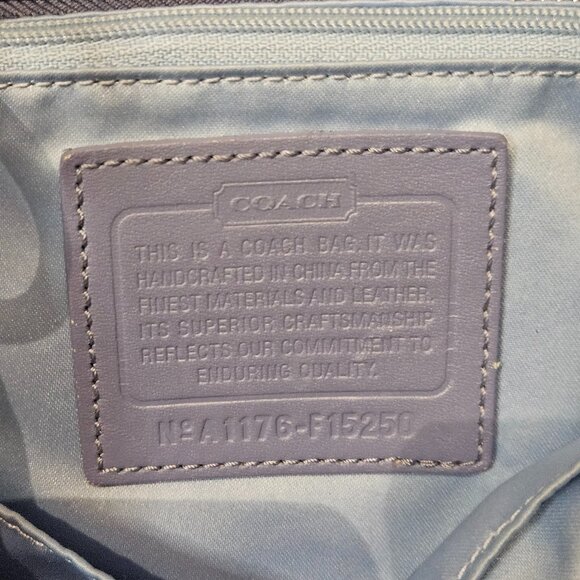 COACH
THIS IS A COACH BAG. IT WAS
HANDCRAFTED IN CHINA FROM THE
FINEST MATERIALS AND LEATHER.
ITS SUPERIOR CRAFTSMANSHIP
REFLECTS OUR COMMITMENT TO
ENDURING QUALITY.
Nº A1176-F15250